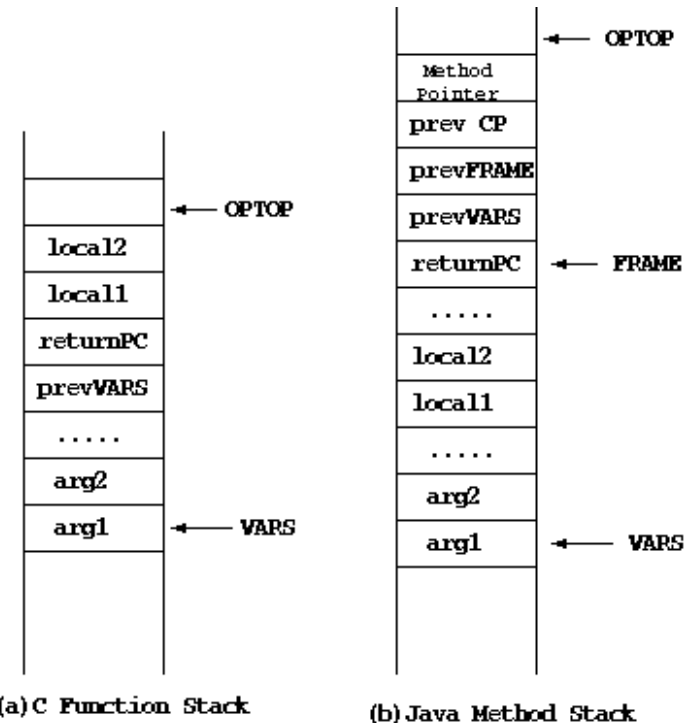 OPTOP
local2
local1
returnPC
prevVARS
.....
arg2
arg1
VARS
(a)C Function Stack
OPTOP
Method
Pointer
prev CP
prevFRAME
prevVARS
returnPC
FRAME
.....
local2
local1
.....
arg2
arg1
VARS
(b)Java Method Stack